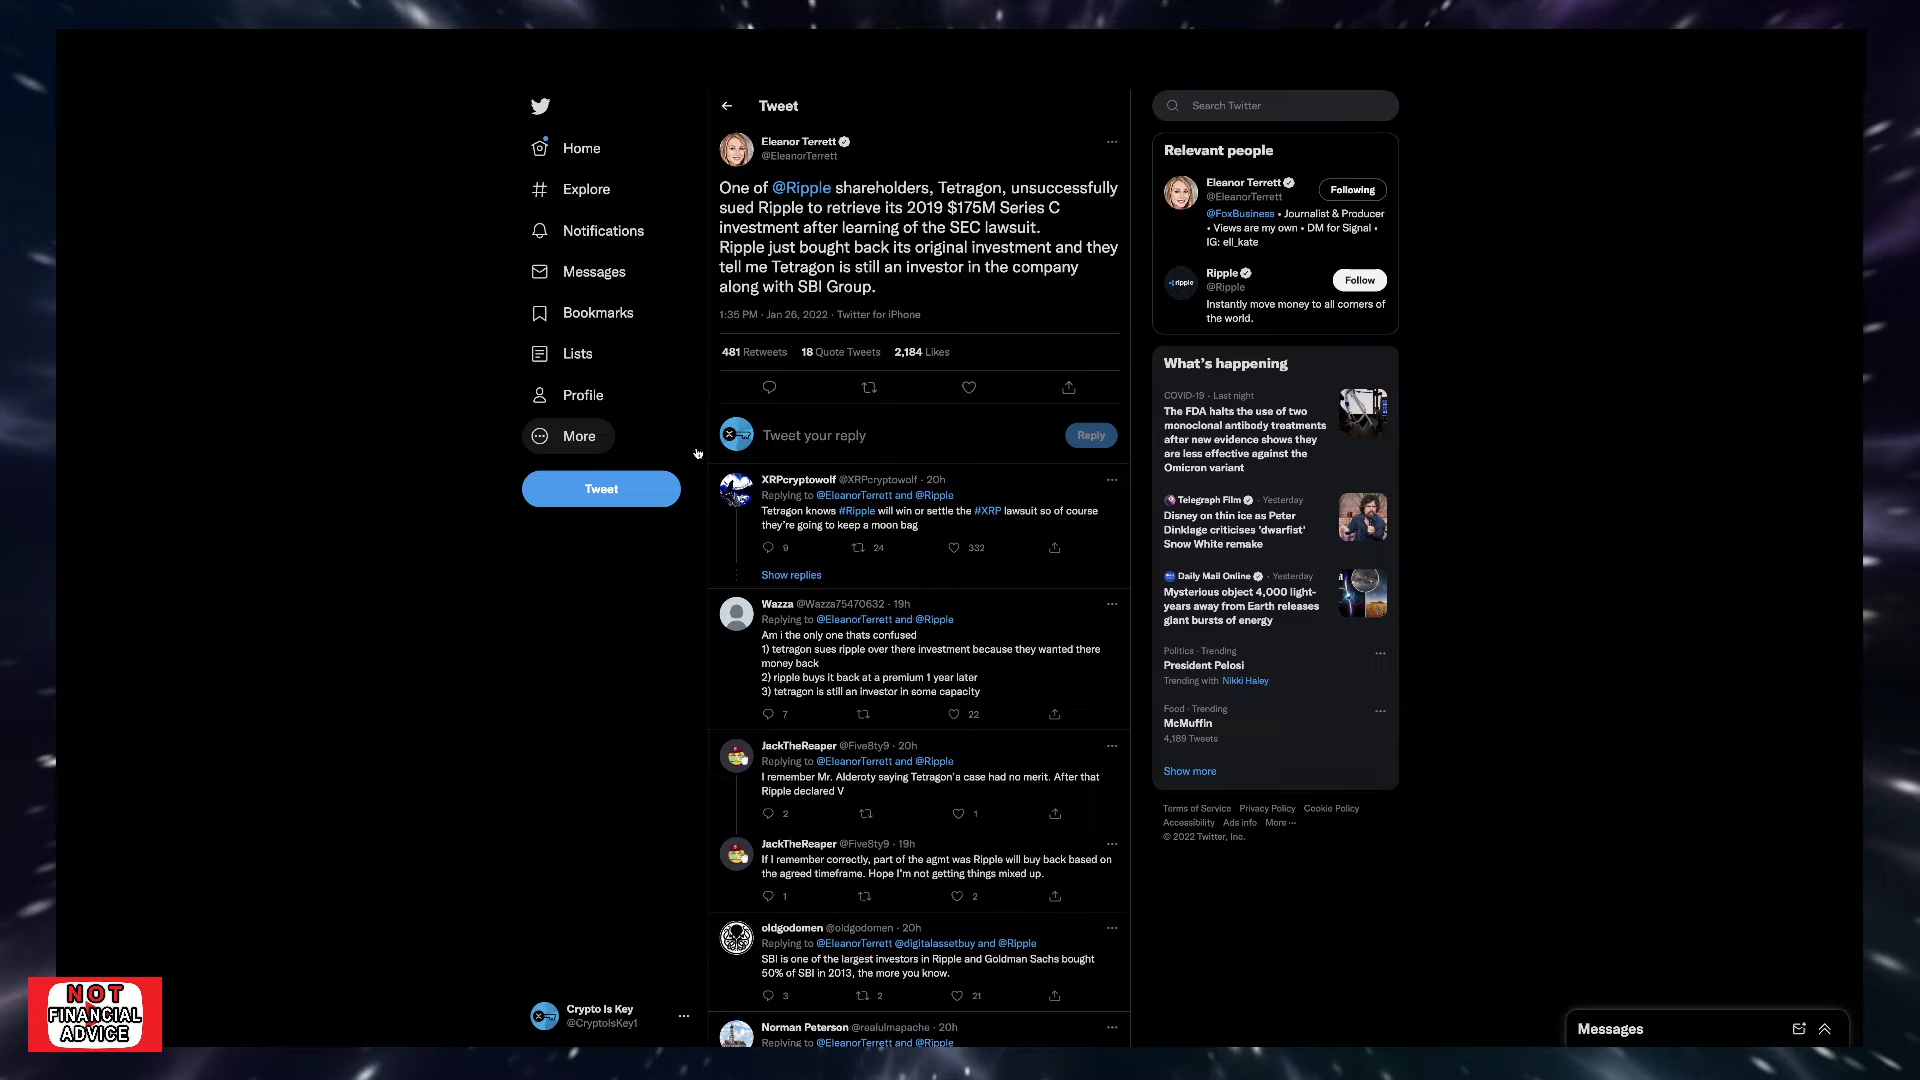 Home
Explore
Notifications
Messages
Bookmarks
Lists
Profile
More
Tweet
Crypto Is Key
@CryptoIsKey1
Tweet
Eleanor Terrett
@EleanorTerrett
One of @Ripple shareholders, Tetragon, unsuccessfully
sued Ripple to retrieve its 2019 $175M Series C
investment after learning of the SEC lawsuit.
Ripple just bought back its original investment and they
tell me Tetragon is still an investor in the company
along with SBI Group.
1:35 PM · Jan 26, 2022 · Twitter for iPhone
481 Retweets 18 Quote Tweets 2,184 Likes
Tweet your reply
Reply
XRPcryptowolf @XRPcryptowolf · 20h
Replying to @EleanorTerrett and @Ripple
Tetragon knows #Ripple will win or settle the #XRP lawsuit so of course
they're going to keep a moon bag
9 24 332
Show replies
Wazza @Wazza75470632 · 19h
Replying to @EleanorTerrett and @Ripple
Am i the only one thats confused
1) tetragon sues ripple over there investment because they wanted there
money back
2) ripple buys it back at a premium 1 year later
3) tetragon is still an investor in some capacity
7 22
JackTheReaper @Five8ty9 · 20h
Replying to @EleanorTerrett and @Ripple
I remember Mr. Alderoty saying Tetragon'a case had no merit. After that
Ripple declared V
2 1
JackTheReaper @Five8ty9 · 19h
If I remember correctly, part of the agmt was Ripple will buy back based on
the agreed timeframe. Hope I'm not getting things mixed up.
1 2
oldgodomen @oldgodomen · 20h
Replying to @EleanorTerrett @digitalassetbuy and @Ripple
SBI is one of the largest investors in Ripple and Goldman Sachs bought
50% of SBI in 2013, the more you know.
3 2 21
Norman Peterson @realulmapache · 20h
Replying to @EleanorTerrett and @Ripple
Search Twitter
Relevant people
Eleanor Terrett
@EleanorTerrett
Following
@FoxBusiness • Journalist & Producer
• Views are my own • DM for Signal •
IG: ell_kate
ripple
Ripple
@Ripple
Follow
Instantly move money to all corners of
the world.
What's happening
COVID-19 · Last night
The FDA halts the use of two
monoclonal antibody treatments
after new evidence shows they
are less effective against the
Omicron variant
Telegraph Film · Yesterday
Disney on thin ice as Peter
Dinklage criticises 'dwarfist'
Snow White remake
Daily Mail Online · Yesterday
Mysterious object 4,000 light-
years away from Earth releases
giant bursts of energy
Politics · Trending
President Pelosi
Trending with Nikki Haley
Food · Trending
McMuffin
4,189 Tweets
Show more
Terms of Service Privacy Policy Cookie Policy
Accessibility Ads info More ···
© 2022 Twitter, Inc.
Messages
NOT
FINANCIAL
ADVICE